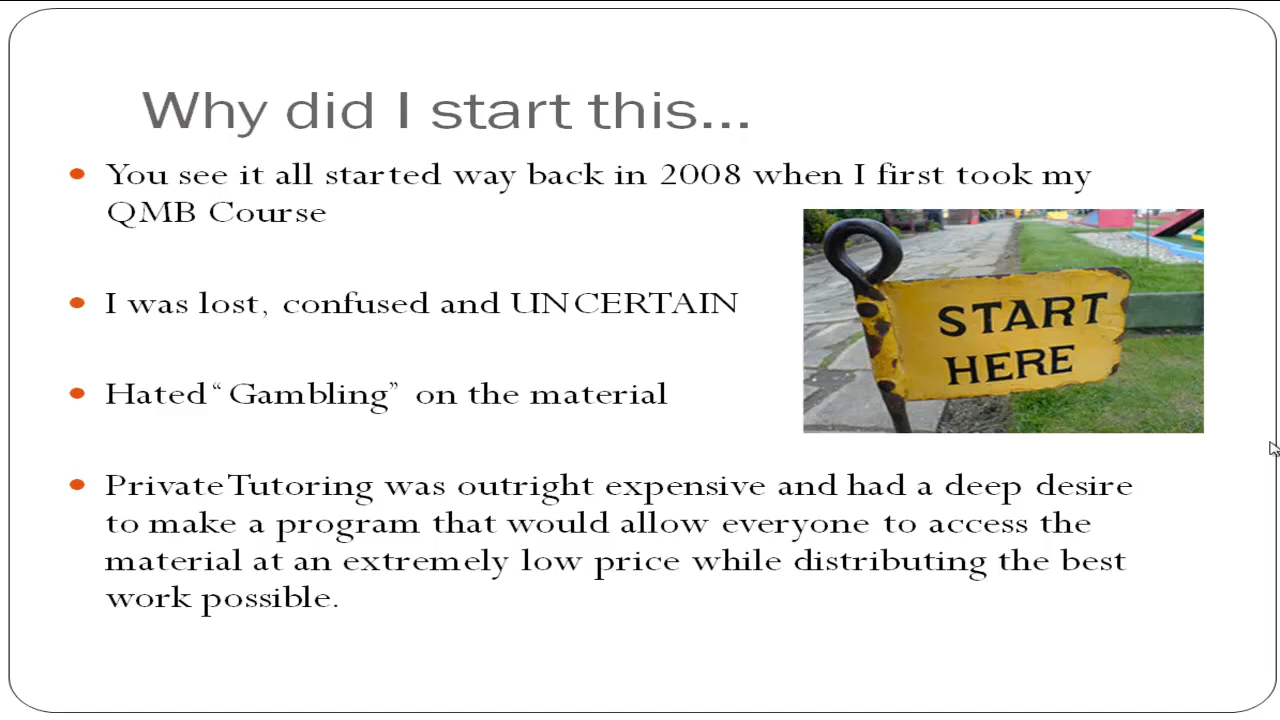 Why did I start this...
You see it all started way back in 2008 when I first took my
QMB Course
I was lost, confused and UNCERTAIN
Hated “Gambling” on the material
START
HERE
Private Tutoring was outright expensive and had a deep desire
to make a program that would allow everyone to access the
material at an extremely low price while distributing the best
work possible.